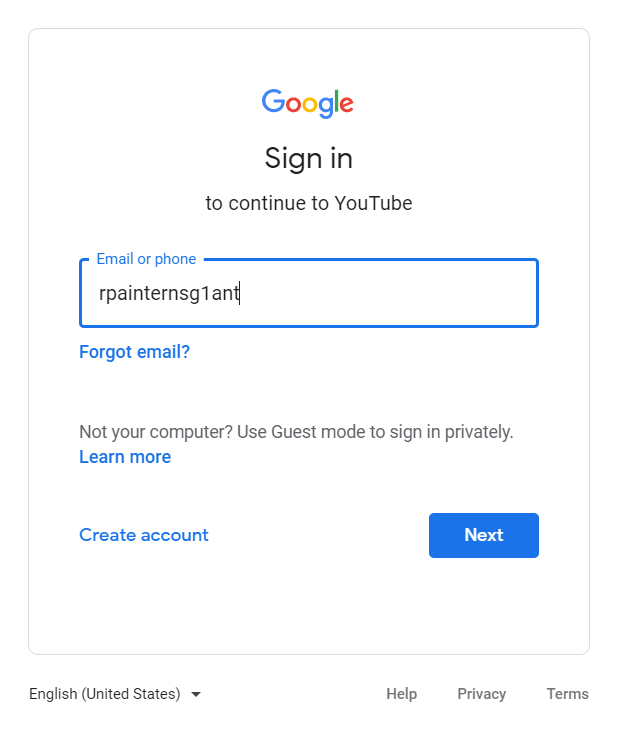 Google
Sign in
to continue to YouTube
Email or phone
rpainternsg1ant
Forgot email?
Not your computer? Use Guest mode to sign in privately.
Learn more
Create account
Next
English (United States)
Help
Privacy
Terms